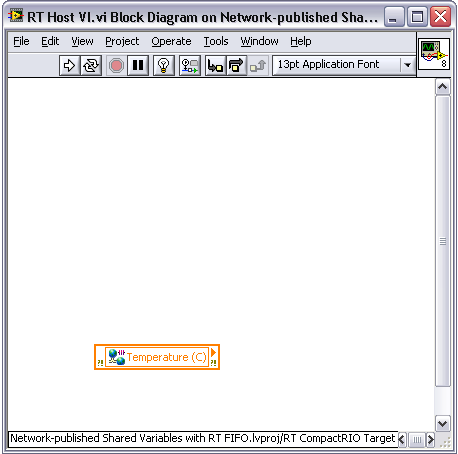 RT Host VI.vi Block Diagram on Network-published Sha...
File Edit View Project Operate Tools Window Help
13pt Application Font
8
Temperature (C)
?! ?!
Network-published Shared Variables with RT FIFO.lvproj/RT CompactRIO Target